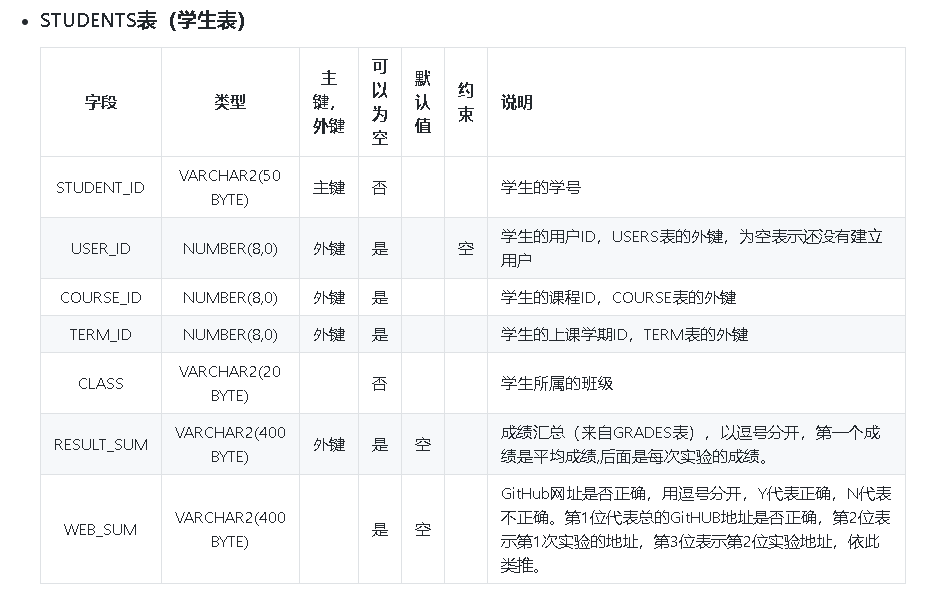 STUDENTS表（学生表)
字段 类型 主键，外键 可以为空 默认值 约束 说明
STUDENT_ID VARCHAR2(50 BYTE) 主键 否 学生的学号
USER_ID NUMBER(8,0) 外键 是 空 学生的用户ID，USERS表的外键，为空表示还没有建立
用户
COURSE_ID NUMBER(8,0) 外键 是 学生的课程ID，COURSE表的外键
TERM_ID NUMBER(8,0) 外键 是 学生的上课学期ID，TERM表的外键
CLASS VARCHAR2(20 BYTE) 否 学生所属的班级
RESULT_SUM VARCHAR2(400 BYTE) 外键 是 空 成绩汇总（来自GRADES表），以逗号分开，第一个成
绩是平均成绩,后面是每次实验的成绩。
WEB_SUM VARCHAR2(400 BYTE) 是 空 GitHub网址是否正确，用逗号分开，Y代表正确，N代表
不正确。第1位代表总的GitHUB地址是否正确，第2位表
示第1次实验的地址，第3位表示第2位实验地址，依此
类推。